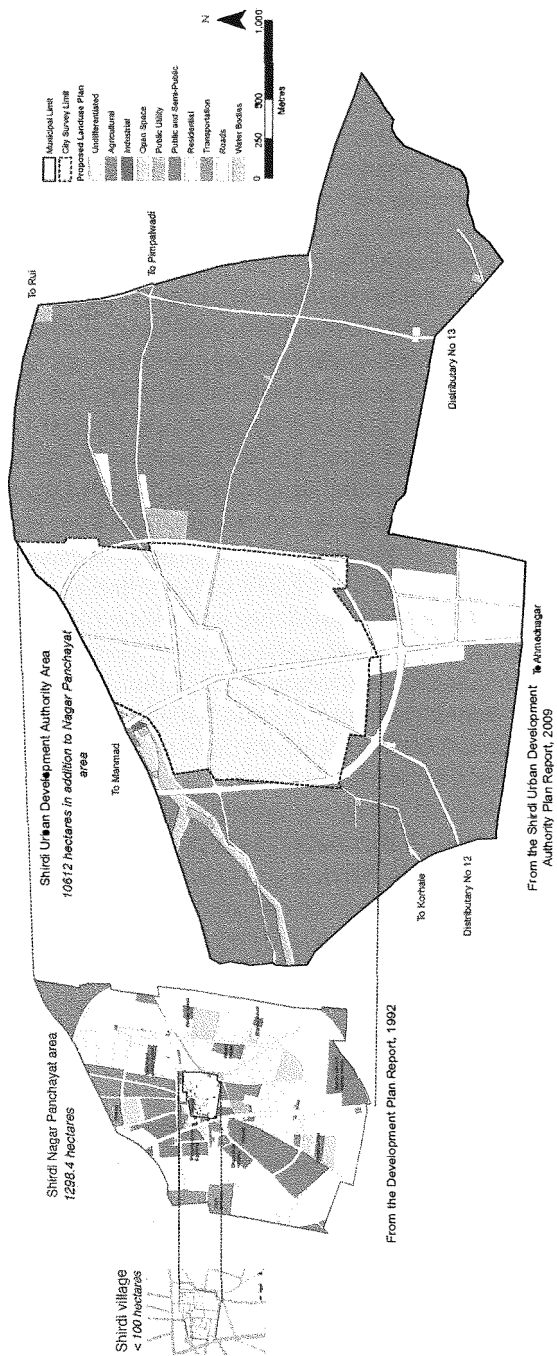 Shirdi village
< 100 hectares
Shirdi Nagar Panchayat area
1298.4 hectares
From the Development Plan Report, 1992
Shirdi Urban Development Authority Area
10612 hectares in addition to Nagar Panchayat
area
To Manmad
To Rui
To Pimpalwadi
Distributary No 13
To Korhale
Distributary No 12
To Ahmednagar
From the Shirdi Urban Development
Authority Plan Report, 2009
Municipal Limit
City Survey Limit
Proposed Landuse Plan
Undifferentiated
Agricultural
Industrial
Open Space
Public Utility
Public and Semi-Public
Residential
Transportation
Roads
Water Bodies
N
0 250 500 1,000
Metres